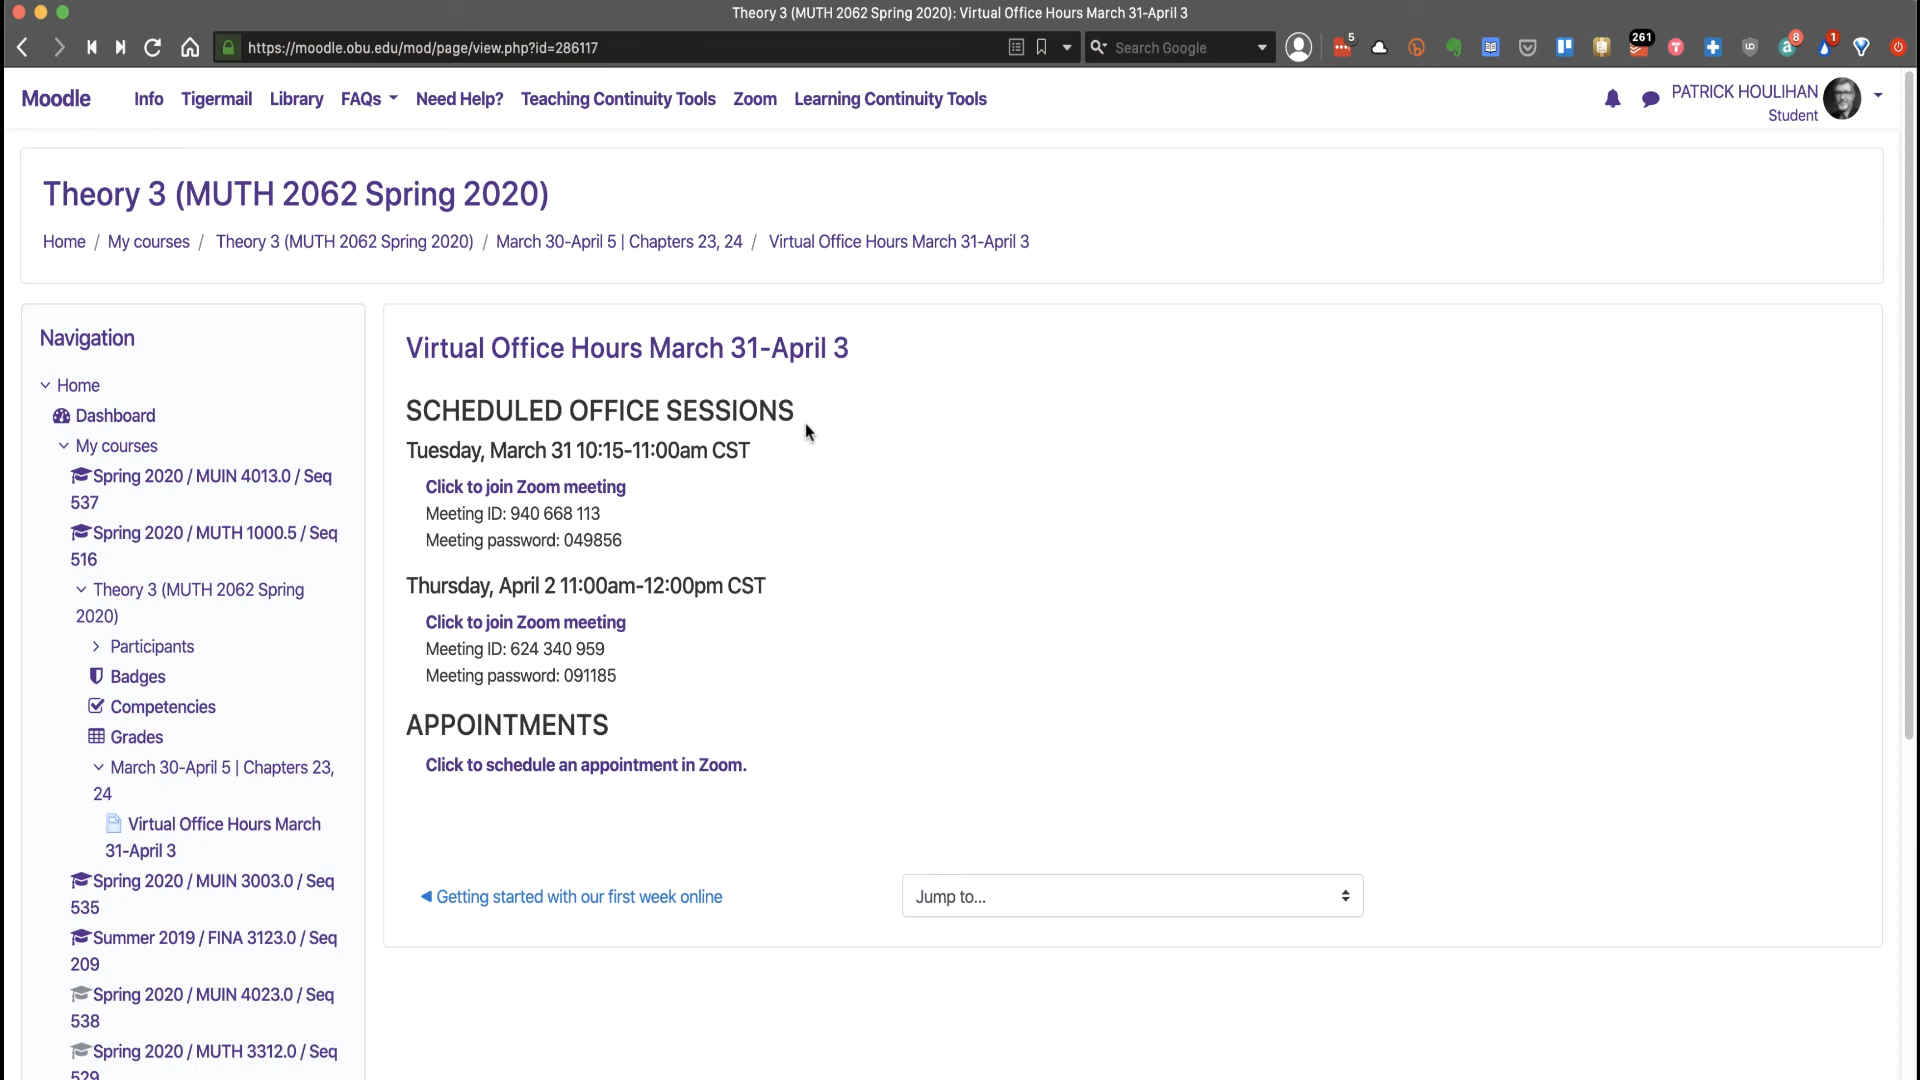 Theory 3 (MUTH 2062 Spring 2020): Virtual Office Hours March 31-April 3
https://moodle.obu.edu/mod/page/view.php?id=286117
Search Google
5
261
8
1
Moodle
Info
Tigermail
Library
FAQs
Need Help?
Teaching Continuity Tools
Zoom
Learning Continuity Tools
PATRICK HOULIHAN
Student
Theory 3 (MUTH 2062 Spring 2020)
Home / My courses / Theory 3 (MUTH 2062 Spring 2020) / March 30-April 5 | Chapters 23, 24 / Virtual Office Hours March 31-April 3
Navigation
Home
Dashboard
My courses
Spring 2020 / MUIN 4013.0 / Seq
537
Spring 2020 / MUTH 1000.5 / Seq
516
Theory 3 (MUTH 2062 Spring
2020)
Participants
Badges
Competencies
Grades
March 30-April 5 | Chapters 23,
24
Virtual Office Hours March
31-April 3
Spring 2020 / MUIN 3003.0 / Seq
535
Summer 2019 / FINA 3123.0 / Seq
209
Spring 2020 / MUIN 4023.0 / Seq
538
Spring 2020 / MUTH 3312.0 / Seq
529
Virtual Office Hours March 31-April 3
SCHEDULED OFFICE SESSIONS
Tuesday, March 31 10:15-11:00am CST
Click to join Zoom meeting
Meeting ID: 940 668 113
Meeting password: 049856
Thursday, April 2 11:00am-12:00pm CST
Click to join Zoom meeting
Meeting ID: 624 340 959
Meeting password: 091185
APPOINTMENTS
Click to schedule an appointment in Zoom.
◀ Getting started with our first week online
Jump to...